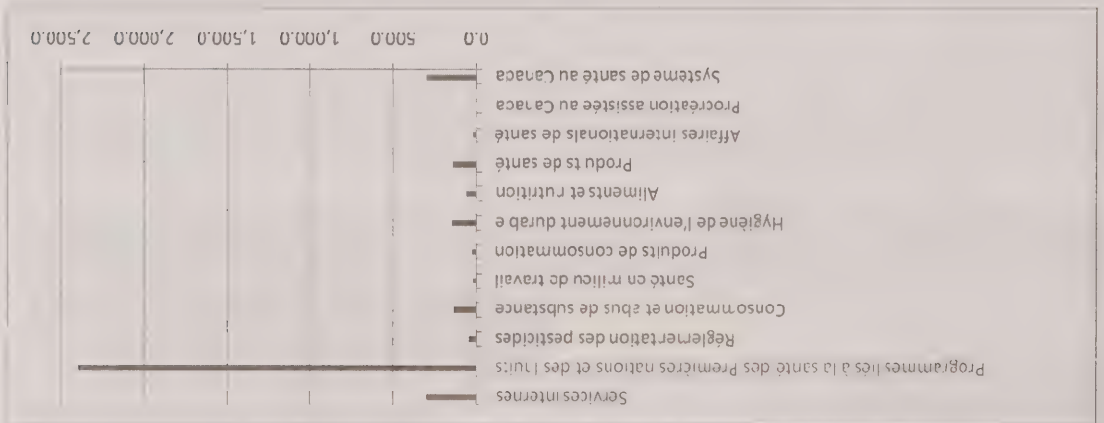 Services internes
Programmes liés à la santé des Premières nations et des Inuits
Réglementation des pesticides
Consommation et abus de substance
Santé en milieu de travail
Produits de consommation
Hygiène de l'environnement durable
Aliments et nutrition
Produits de santé
Affaires internationals de santé
Procréation assistée au Canada
Système de santé au Canada
0.0 500.0 1,000.0 1,500.0 2,000.0 2,500.0